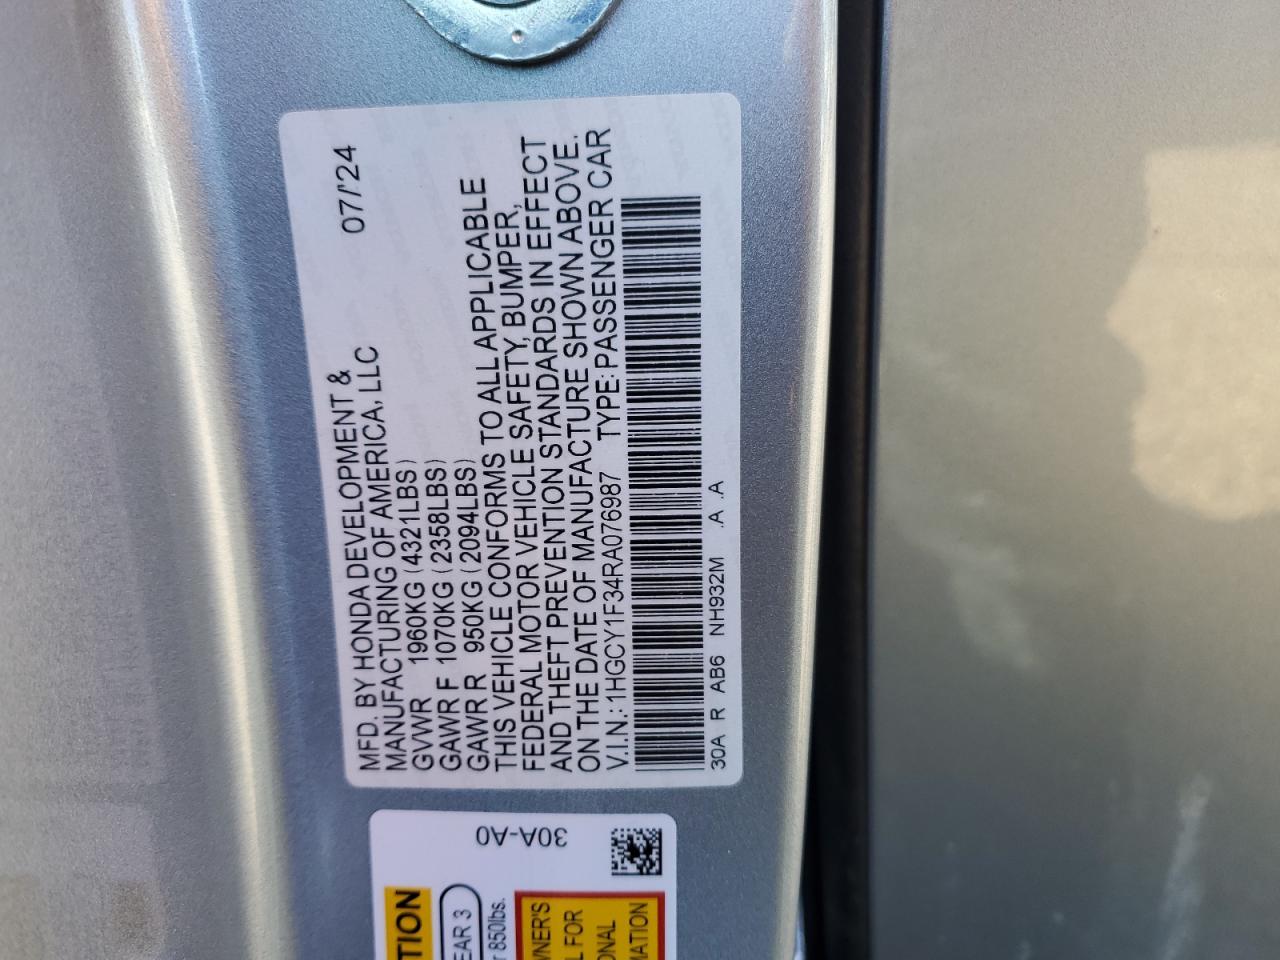 MFD. BY HONDA DEVELOPMENT & 07/'24
MANUFACTURING OF AMERICA, LLC
GVWR 1960KG (4321LBS)
GAWR F 1070KG (2358LBS)
GAWR R 950KG (2094LBS)
THIS VEHICLE CONFORMS TO ALL APPLICABLE
FEDERAL MOTOR VEHICLE SAFETY, BUMPER,
AND THEFT PREVENTION STANDARDS IN EFFECT
ON THE DATE OF MANUFACTURE SHOWN ABOVE.
V.I.N.: 1HGCY1F34RA076987 TYPE: PASSENGER CAR
30A R AB6 NH932M .A .A
30A-A0